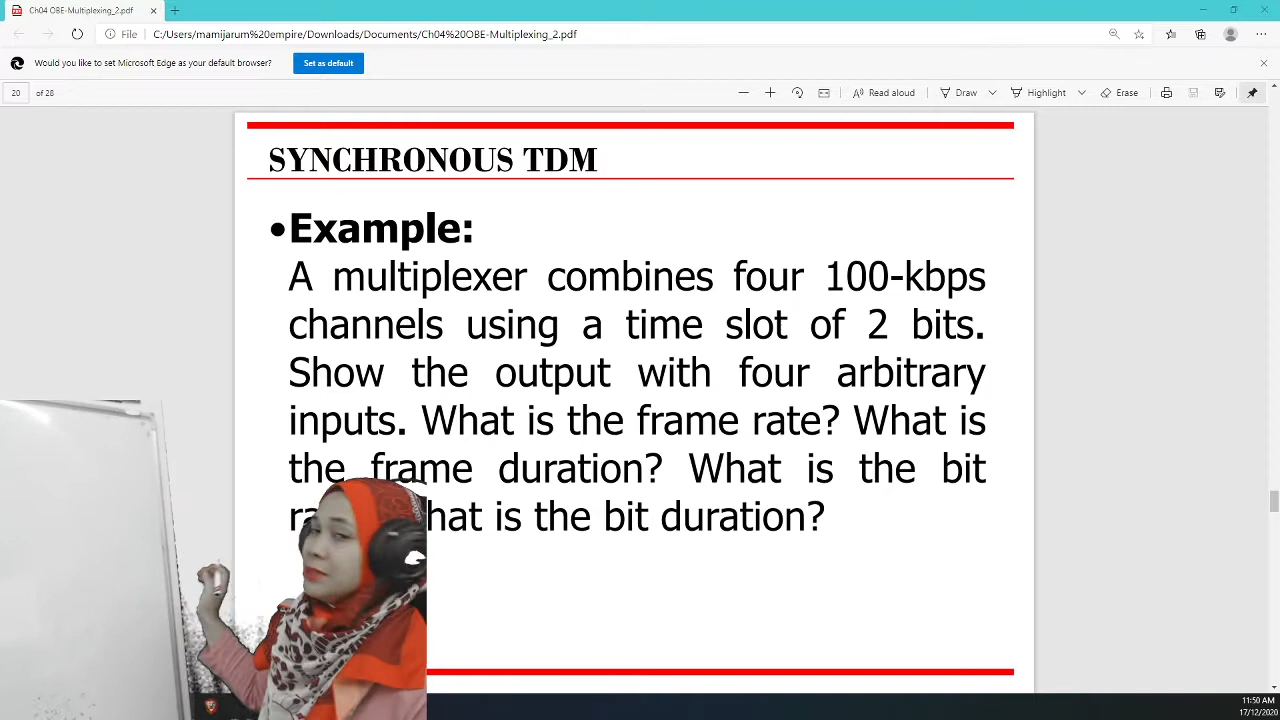 Ch04 OBE-Multiplexing_2.pdf
File C:/Users/mamijarum%20empire/Downloads/Documents/Ch04%20OBE-Multiplexing_2.pdf
Would you like to set Microsoft Edge as your default browser? Set as default
20 of 28 Read aloud Draw Highlight Erase
SYNCHRONOUS TDM
•Example:
A multiplexer combines four 100-kbps
channels using a time slot of 2 bits.
Show the output with four arbitrary
inputs. What is the frame rate? What is
the frame duration? What is the bit
is the bit duration?
11:50 AM
17/12/2020